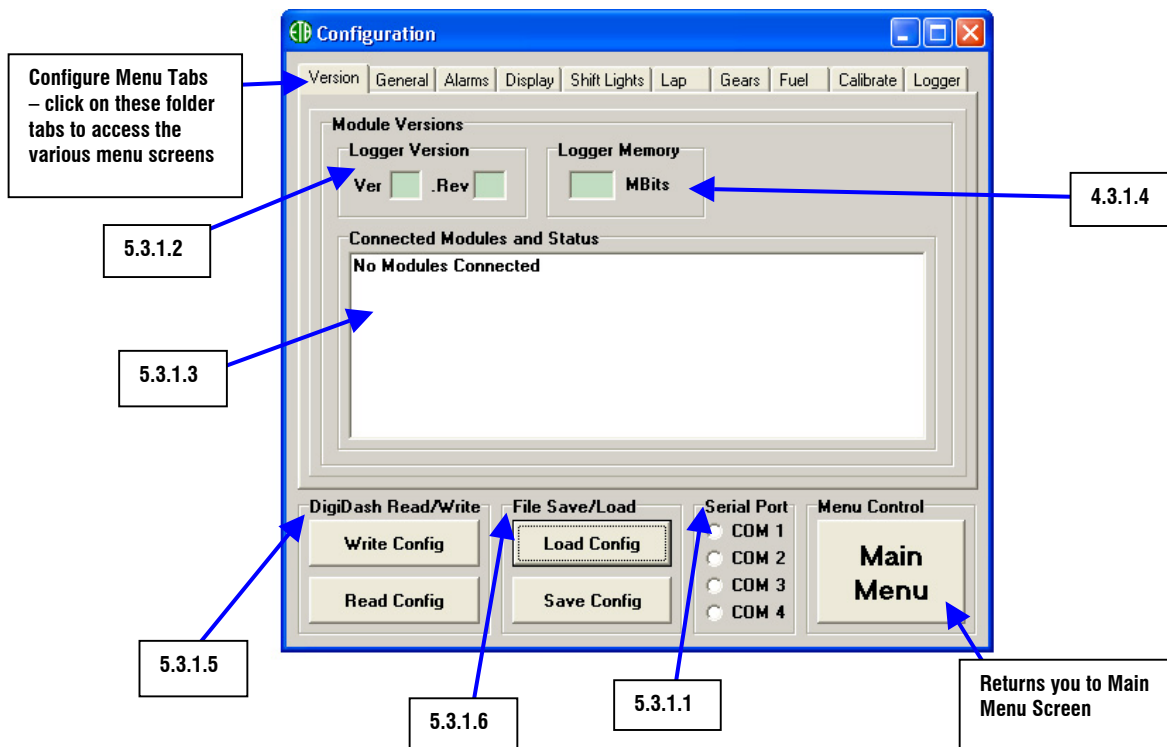 ETB Configuration
Configure Menu Tabs
– click on these folder
tabs to access the
various menu screens
Version General Alarms Display Shift Lights Lap Gears Fuel Calibrate Logger
Module Versions
Logger Version
Ver .Rev
Logger Memory
MBits
4.3.1.4
5.3.1.2
Connected Modules and Status
No Modules Connected
5.3.1.3
DigiDash Read/Write
Write Config
Read Config
File Save/Load
Load Config
Save Config
Serial Port
COM 1
COM 2
COM 3
COM 4
Menu Control
Main
Menu
5.3.1.5
5.3.1.6
5.3.1.1
Returns you to Main
Menu Screen